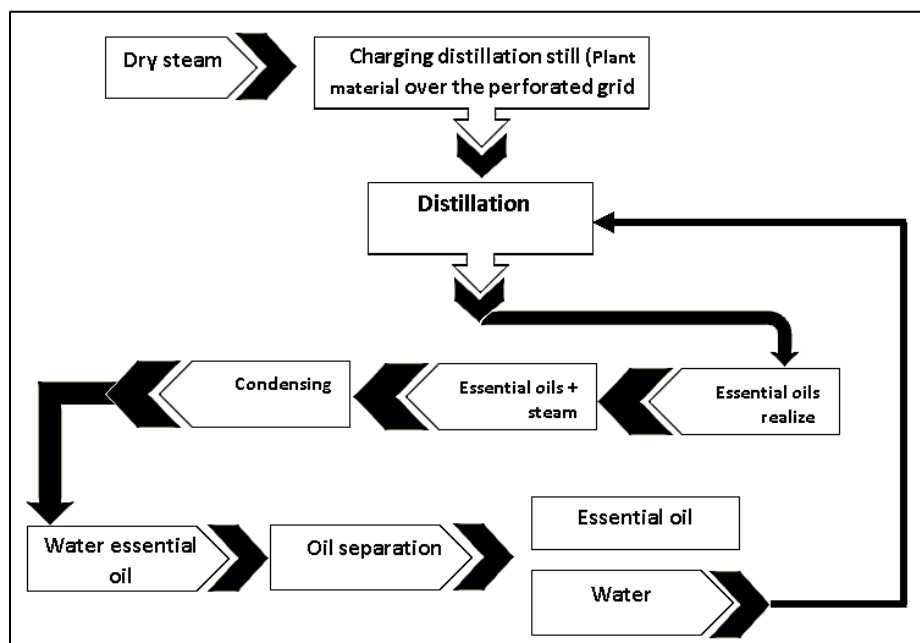 Dry steam
Charging distillation still (Plant
material over the perforated grid
Distillation
Condensing
Essential oils +
steam
Essential oils
realize
Water essential
oil
Oil separation
Essential oil
Water